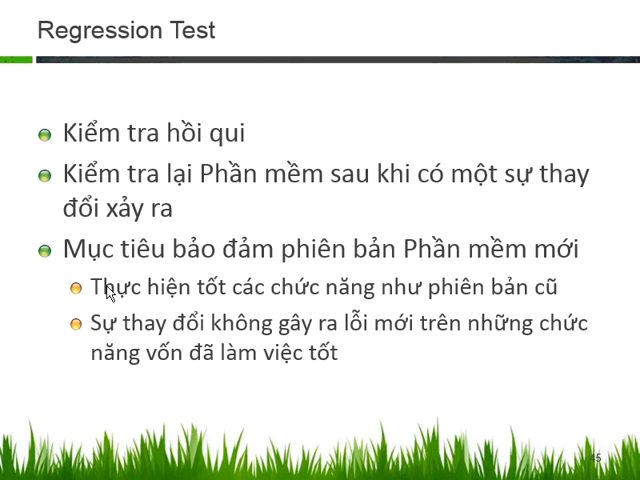 Regression Test
Kiểm tra hồi qui
Kiểm tra lại Phần mềm sau khi có một sự thay
đổi xảy ra
Mục tiêu bảo đảm phiên bản Phần mềm mới
Thực hiện tốt các chức năng như phiên bản cũ
Sự thay đổi không gây ra lỗi mới trên những chức
năng vốn đã làm việc tốt